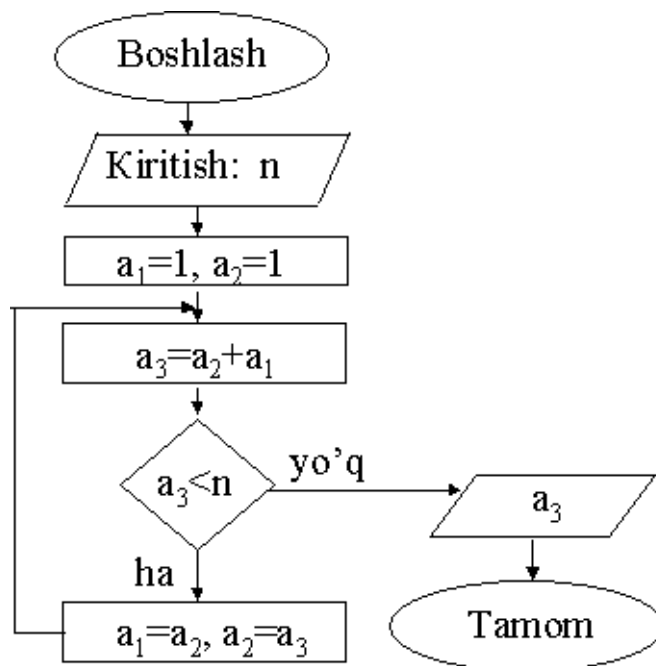 Boshlash
Kiritish: n
a₁=1, a₂=1
a₃=a₂+a₁
a₃<n
yo’q
a₃
ha
a₁=a₂, a₂=a₃
Tamom